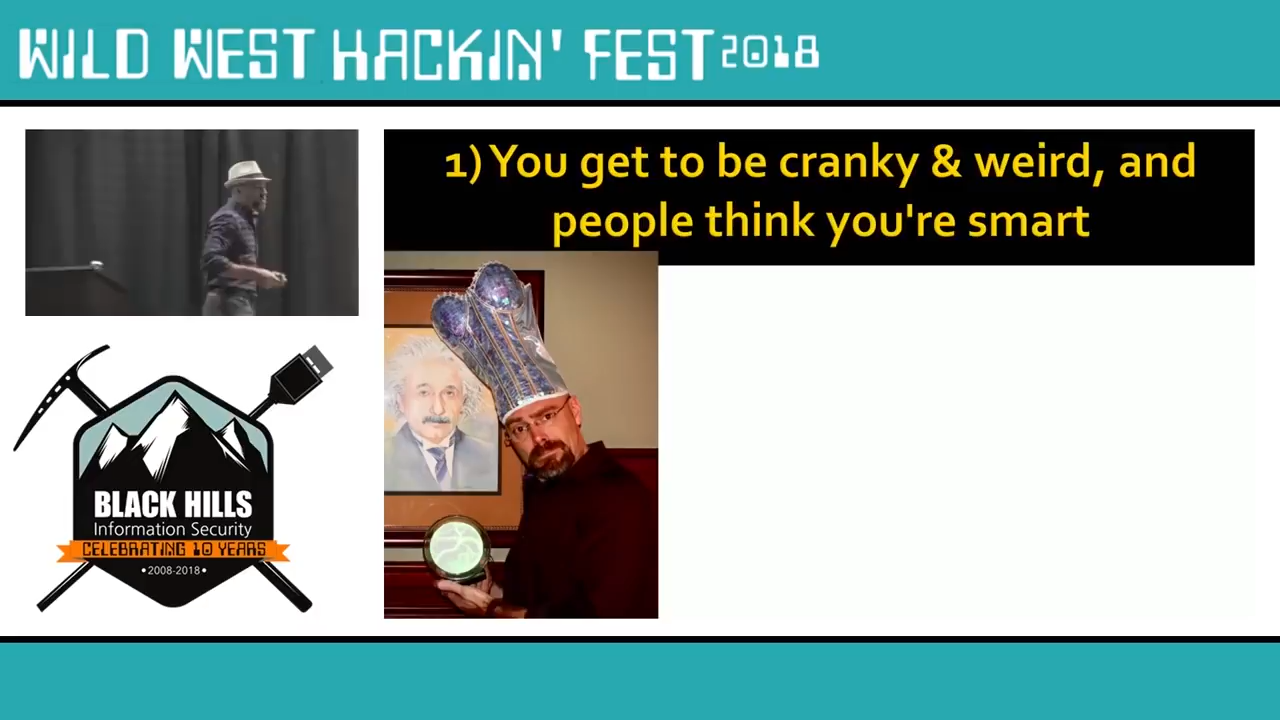 WILD WEST HACKIN' FEST 2018
1) You get to be cranky & weird, and
people think you're smart
BLACK HILLS
Information Security
CELEBRATING 10 YEARS
•2008-2018•